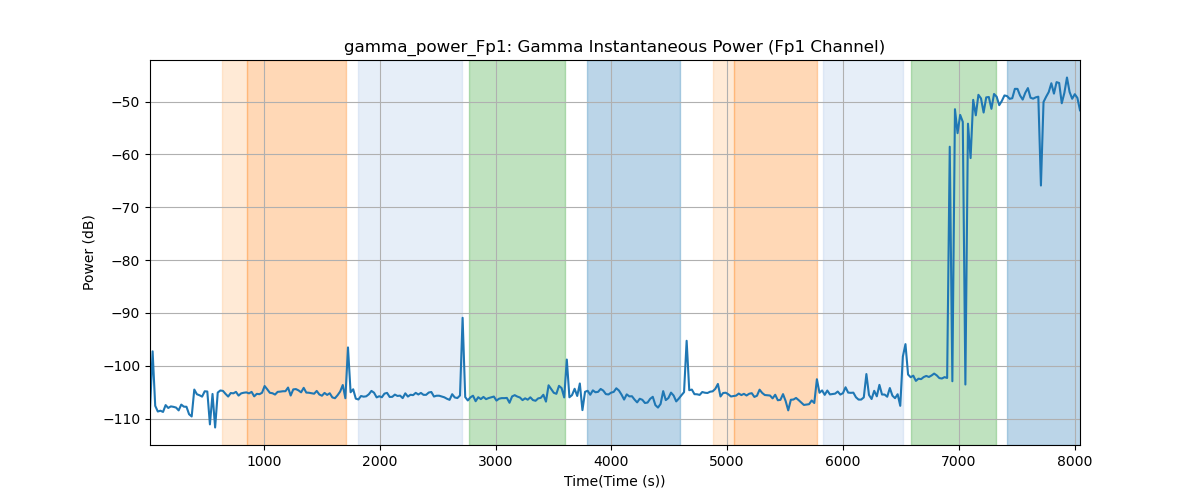 gamma_power_Fp1: Gamma Instantaneous Power (Fp1 Channel)
Power (dB)
−50
−60
−70
−80
−90
−100
−110
1000 2000 3000 4000 5000 6000 7000 8000
Time(Time (s))